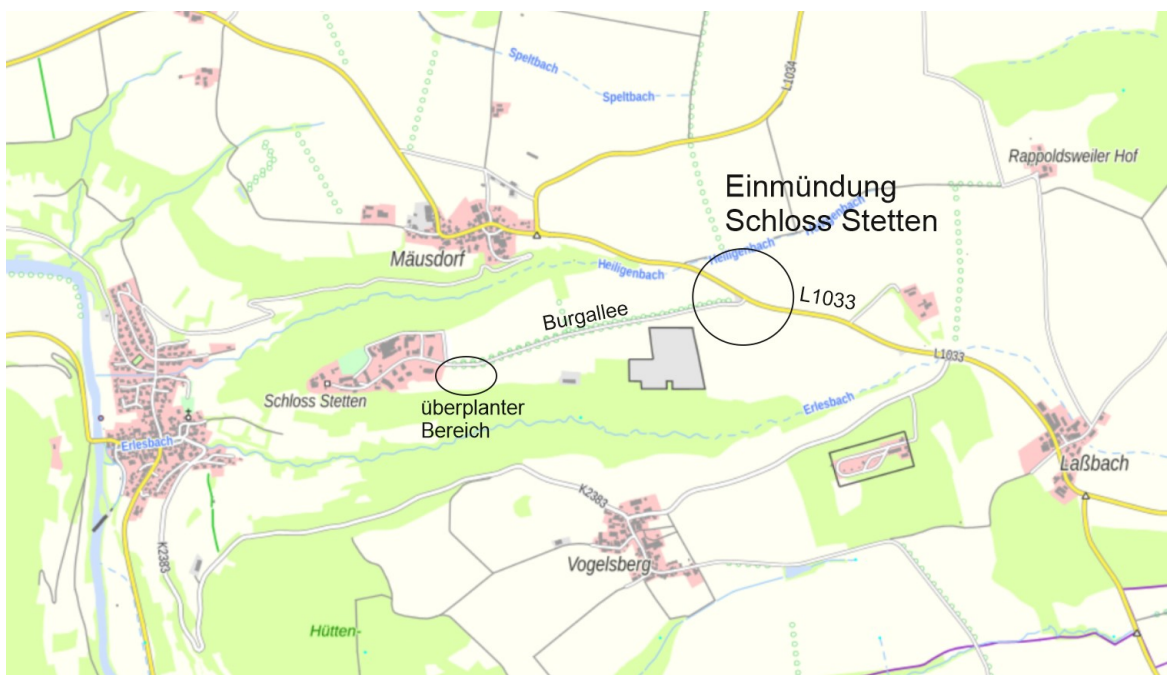 Speltbach
Speltbach
L1034
Rappoldsweiler Hof
Einmündung
Schloss Stetten
Heiligenbach
Heiligenbach
Mäusdorf
Heiligenbach
L1033
Burgallee
L1033
Schloss Stetten
überplanter
Bereich
Erlesbach
Erlesbach
Laßbach
K2383
K2383
Vogelsberg
Hütten-